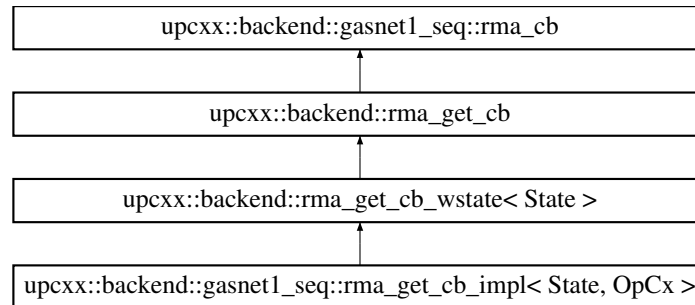 upcxx::backend::gasnet1_seq::rma_cb
upcxx::backend::rma_get_cb
upcxx::backend::rma_get_cb_wstate< State >
upcxx::backend::gasnet1_seq::rma_get_cb_impl< State, OpCx >